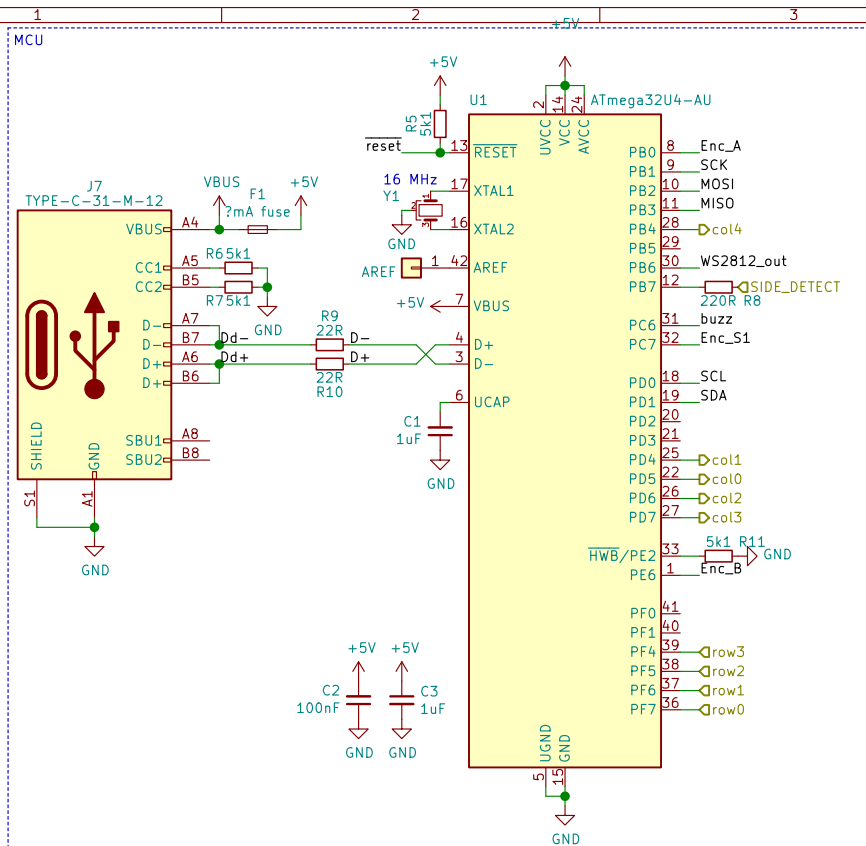 1 2 3
MCU
+5V
+5V
U1
ATmega32U4-AU
R5
5k1
2
14
24
UVCC
VCC
AVCC
reset
13 RESET
PB0 8 Enc_A
PB1 9 SCK
16 MHz
Y1
1
2
3
17 XTAL1
PB2 10 MOSI
PB3 11 MISO
16 XTAL2
PB4 28 col4
GND
PB5 29
AREF 1 42 AREF
PB6 30 WS2812_out
PB7 12 SIDE_DETECT
220R R8
+5V 7 VBUS
PC6 31 buzz
PC7 32 Enc_S1
J7
TYPE-C-31-M-12
VBUS
F1
?mA fuse
+5V
VBUS A4
CC1 A5 R6 5k1
CC2 B5 R7 5k1
GND
D- A7
D- B7 Dd-
D+ A6 Dd+
D+ B6
R9
22R
D-
D+
22R
R10
4 D+
3 D-
6 UCAP
C1
1uF
GND
PD0 18 SCL
PD1 19 SDA
PD2 20
PD3 21
PD4 25 col1
PD5 22 col0
PD6 26 col2
PD7 27 col3
SBU1 A8
SBU2 B8
SHIELD
GND
S1
A1
GND
HWB/PE2 33 5k1 R11 GND
PE6 1 Enc_B
PF0 41
PF1 40
PF4 39 row3
PF5 38 row2
PF6 37 row1
PF7 36 row0
+5V +5V
C2
100nF
C3
1uF
GND GND
UGND
GND
5
15
GND